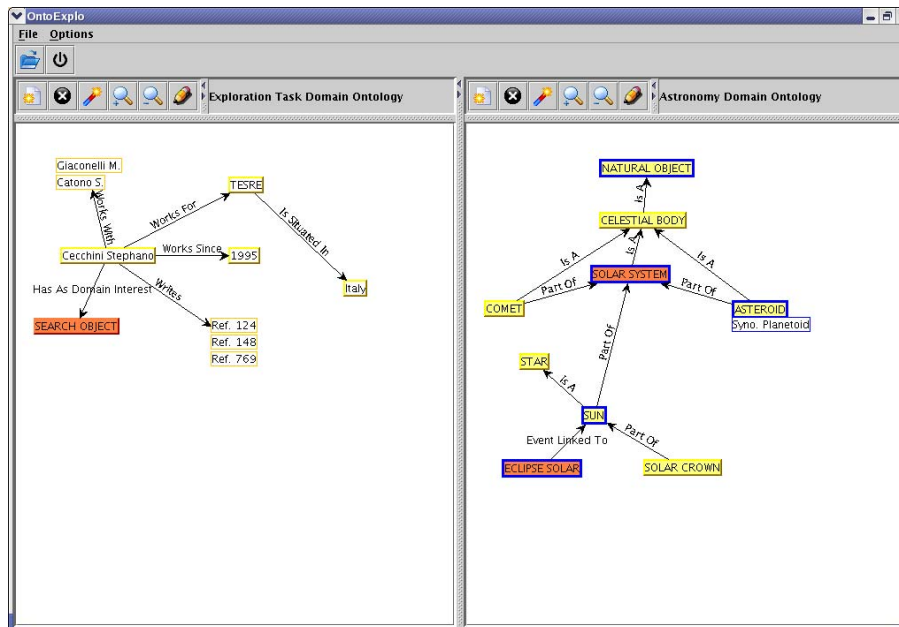 OntoExplo
File Options
Exploration Task Domain Ontology
Astronomy Domain Ontology
Giaconelli M.
Catono S.
TESRE
Works With
Works For
Is Situated In
Cecchini Stephano
Works Since
1995
Italy
Has As Domain Interest
Writes
SEARCH OBJECT
Ref. 124
Ref. 148
Ref. 769
NATURAL OBJECT
Is A
CELESTIAL BODY
Is A
Is A
Is A
SOLAR SYSTEM
Part Of
Part Of
COMET
ASTEROID
Syno. Planetoid
Part Of
STAR
Is A
SUN
Event Linked To
Part Of
ECLIPSE SOLAR
SOLAR CROWN